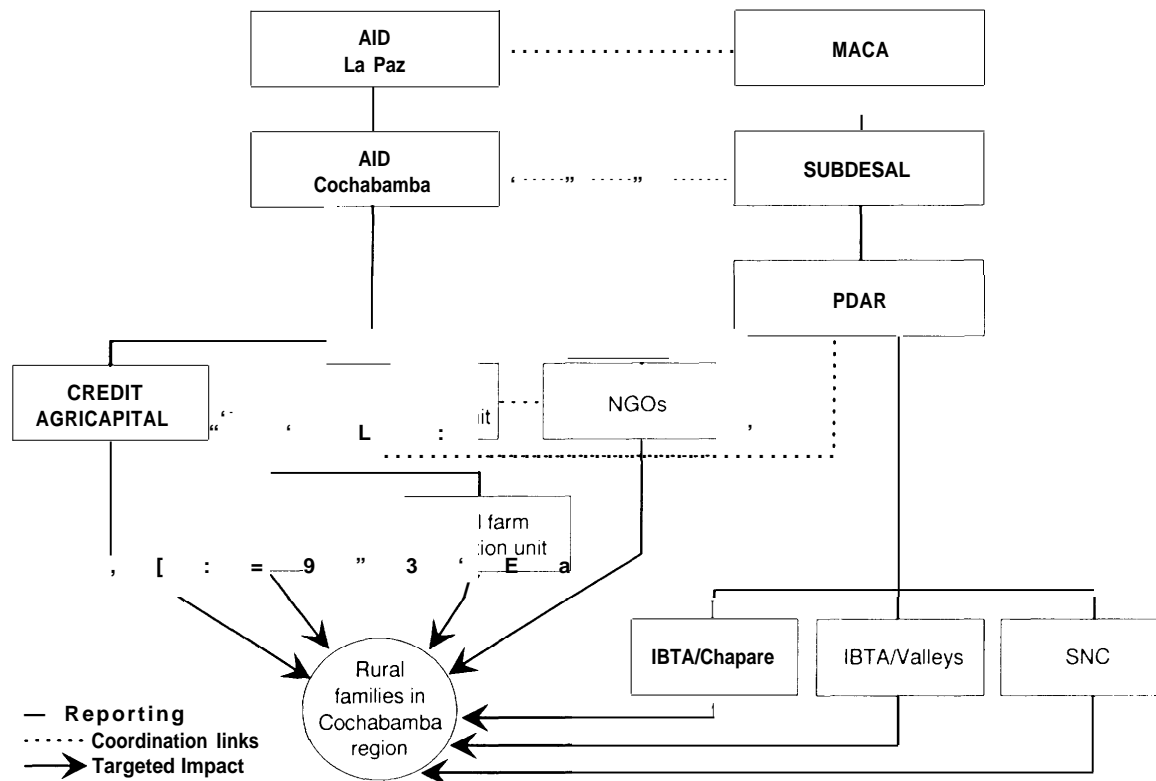 AID
La Paz
MACA
AID
Cochabamba
SUBDESAL
PDAR
CREDIT
AGRICAPITAL
NGOs
farm
unit
Rural
families in
Cochabamba
region
IBTA/Chapare
IBTA/Valleys
SNC
Reporting
Coordination links
Targeted Impact